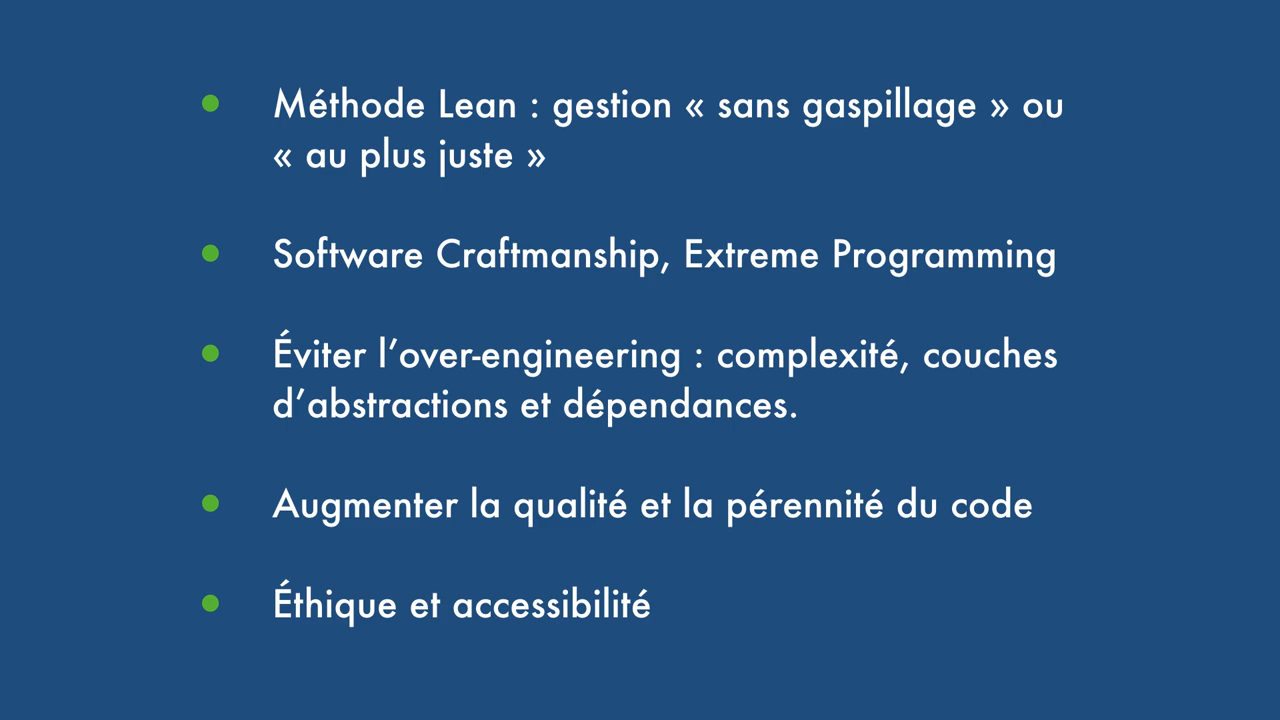 Méthode Lean : gestion « sans gaspillage » ou
« au plus juste »
Software Craftmanship, Extreme Programming
Éviter l’over-engineering : complexité, couches
d’abstractions et dépendances.
Augmenter la qualité et la pérennité du code
Éthique et accessibilité